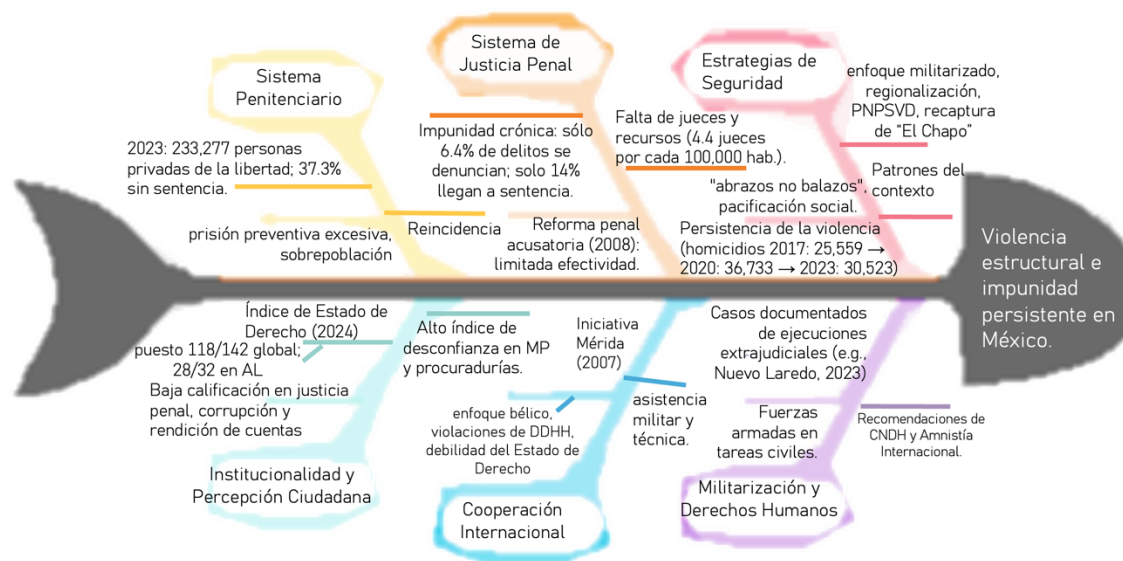 Sistema
Penitenciario
2023: 233,277 personas
privadas de la libertad; 37.3%
sin sentencia.
Reincidencia
prisión preventiva excesiva,
sobrepoblación
Sistema de
Justicia Penal
Impunidad crónica: sólo
6.4% de delitos se
denuncian; solo 14%
llegan a sentencia.
Falta de jueces y
recursos (4.4 jueces
por cada 100,000 hab.).
Reforma penal
acusatoria (2008):
limitada efectividad.
Estrategias de
Seguridad
enfoque militarizado,
regionalización,
PNPSVD, recaptura
de "El Chapo"
Patrones del
contexto
"abrazos no balazos",
pacificación social.
Persistencia de la violencia
(homicidios 2017: 25,559 →
2020: 36,733 → 2023: 30,523)
Violencia
estructural e
impunidad
persistente en
México.
Índice de Estado de
Derecho (2024)
puesto 118/142 global;
28/32 en AL
Baja calificación en justicia
penal, corrupción y
rendición de cuentas
Alto índice de
desconfianza en MP
y procuradurías.
Institucionalidad y
Percepción Ciudadana
Iniciativa
Mérida
(2007)
asistencia
militar y
técnica.
enfoque bélico,
violaciones de DDHH,
debilidad del Estado de
Derecho
Cooperación
Internacional
Casos documentados
de ejecuciones
extrajudiciales (e.g.,
Nuevo Laredo, 2023)
Fuerzas
armadas en
tareas civiles.
Recomendaciones de
CNDH y Amnistía
Internacional.
Militarización y
Derechos Humanos